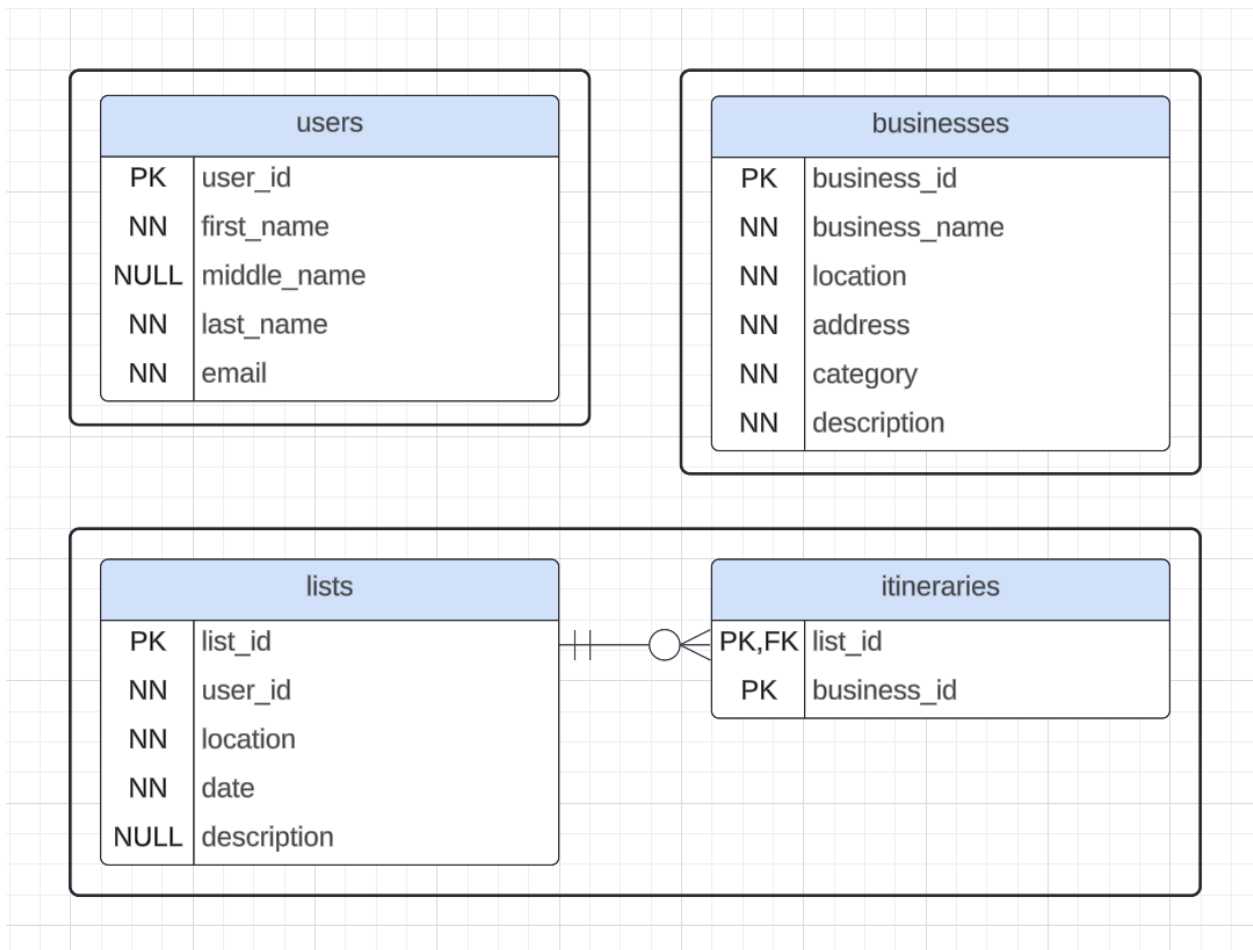 users
PK user_id
NN first_name
NULL middle_name
NN last_name
NN email
businesses
PK business_id
NN business_name
NN location
NN address
NN category
NN description
lists
PK list_id
NN user_id
NN location
NN date
NULL description
itineraries
PK,FK list_id
PK business_id